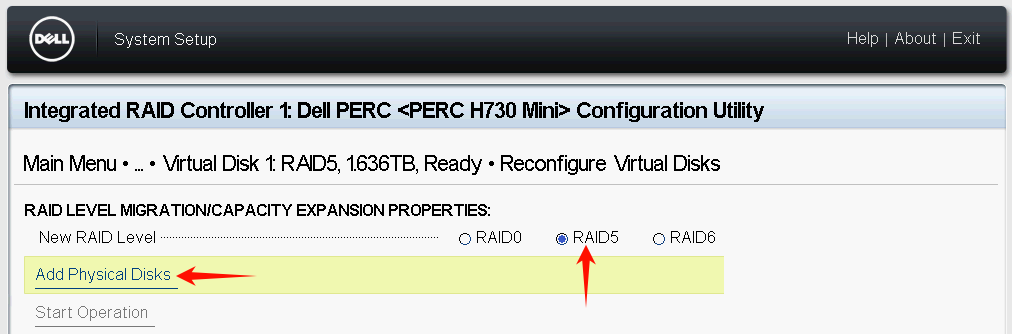 DELL System Setup Help | About | Exit
Integrated RAID Controller 1: Dell PERC <PERC H730 Mini> Configuration Utility
Main Menu • ... • Virtual Disk 1: RAID5, 1.636TB, Ready • Reconfigure Virtual Disks
RAID LEVEL MIGRATION/CAPACITY EXPANSION PROPERTIES:
New RAID Level RAID0 RAID5 RAID6
Add Physical Disks
Start Operation